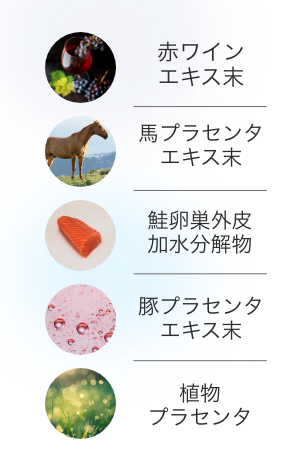 赤ワイン
エキス末
馬プラセンタ
エキス末
鮭卵巣外皮
加水分解物
豚プラセンタ
エキス末
植物
プラセンタ